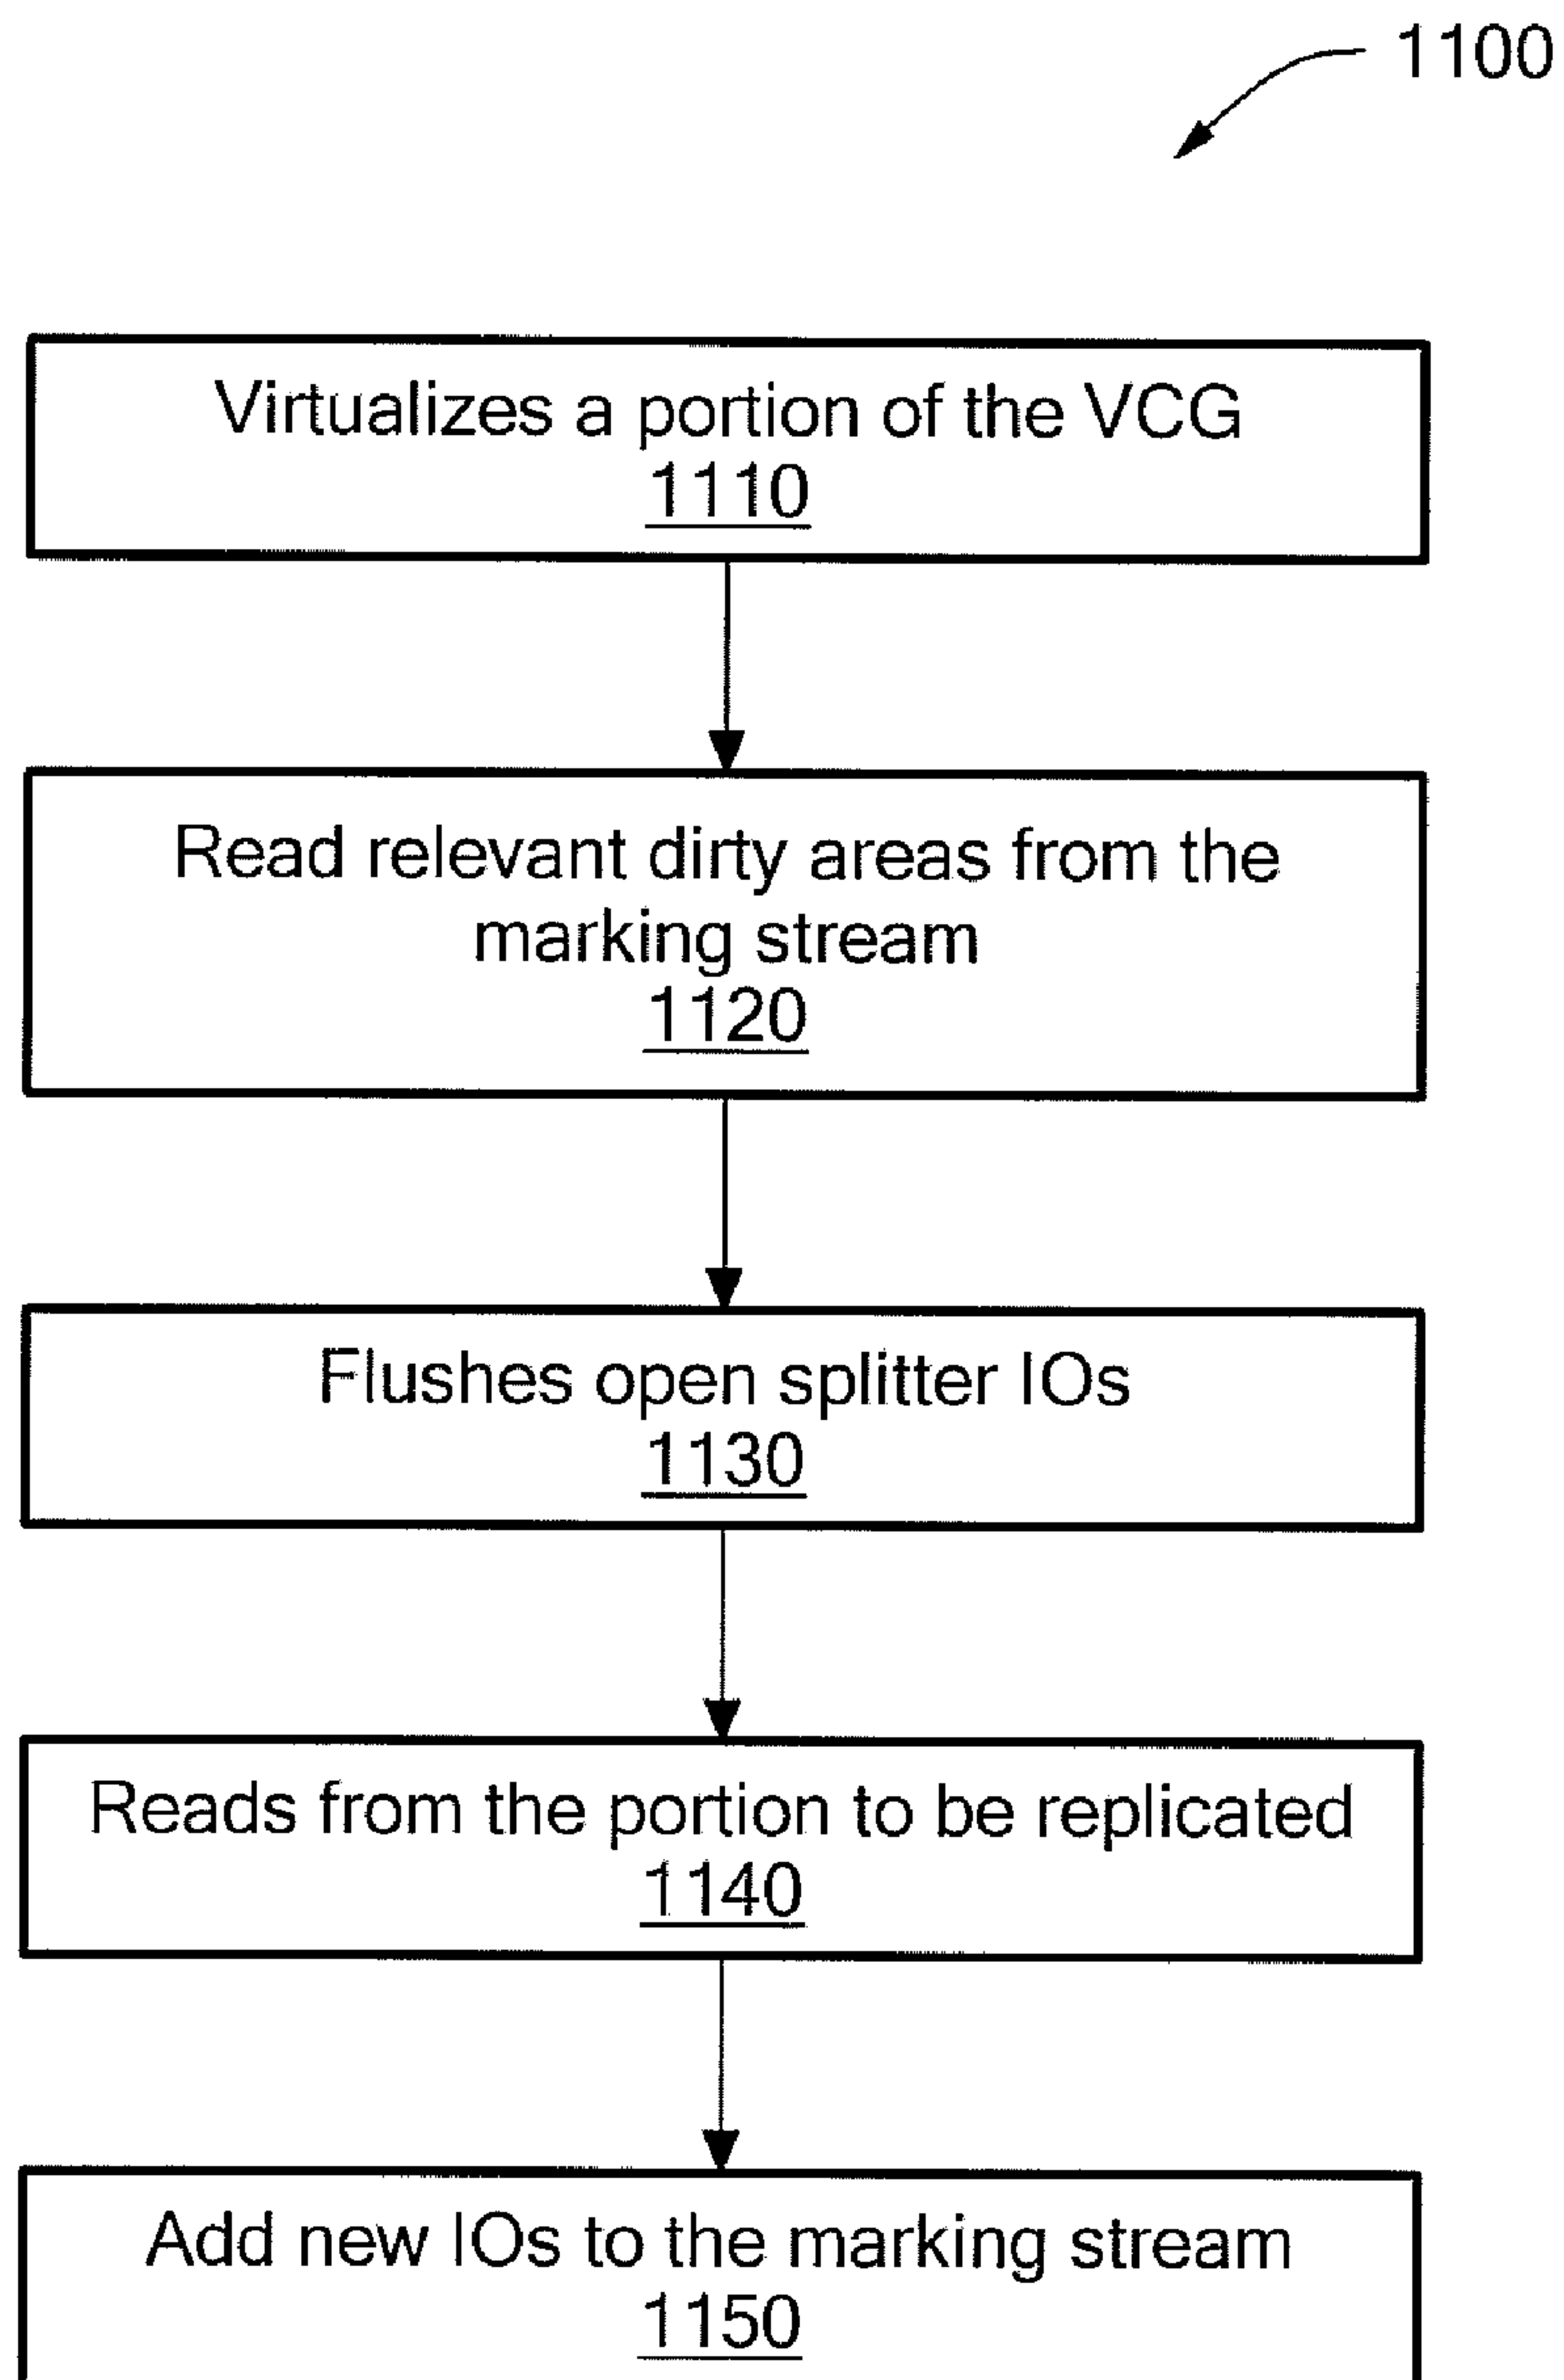 1100
Virtualizes a portion of the VCG
1110
Read relevant dirty areas from the
marking stream
1120
Flushes open splitter IOs
1130
Reads from the portion to be replicated
1140
Add new IOs to the marking stream
1150